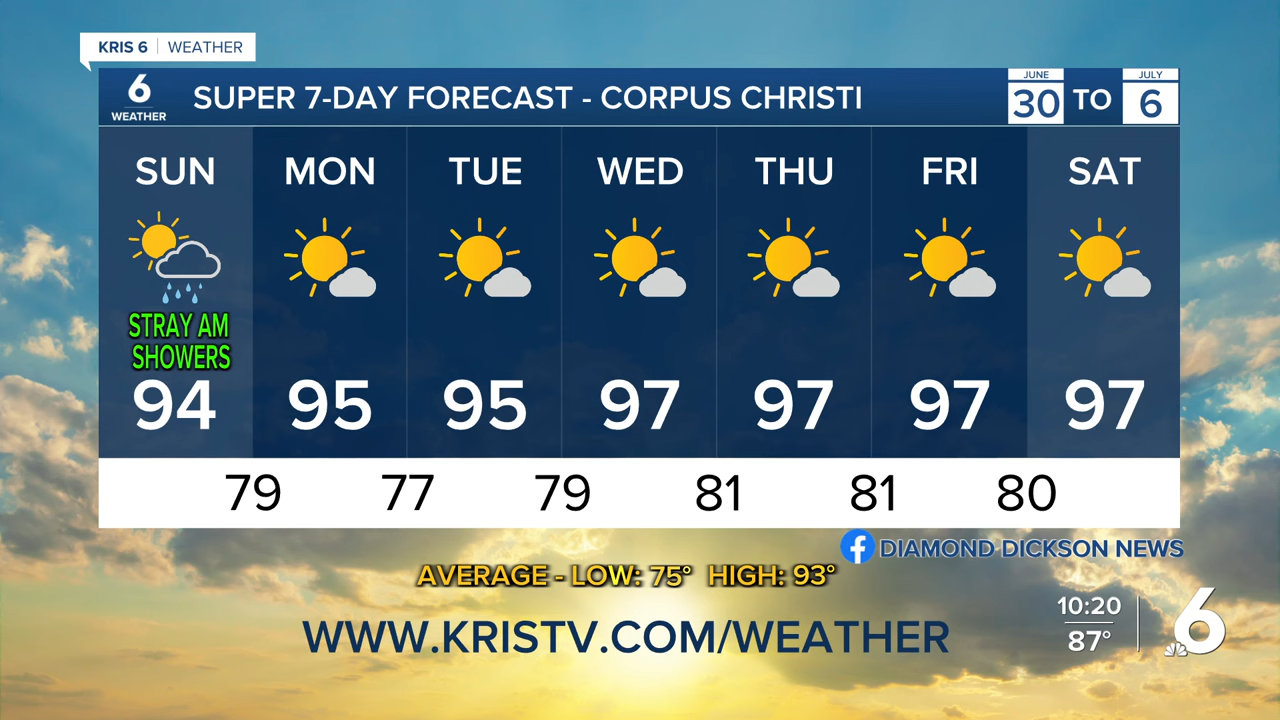 KRIS 6 | WEATHER
6
WEATHER
SUPER 7-DAY FORECAST - CORPUS CHRISTI
JUNE
30
TO
JULY
6
SUN MON TUE WED THU FRI SAT
STRAY AM
SHOWERS
94 95 95 97 97 97 97
79 77 79 81 81 80
DIAMOND DICKSON NEWS
AVERAGE - LOW: 75° HIGH: 93°
WWW.KRISTV.COM/WEATHER
10:20
87°
6